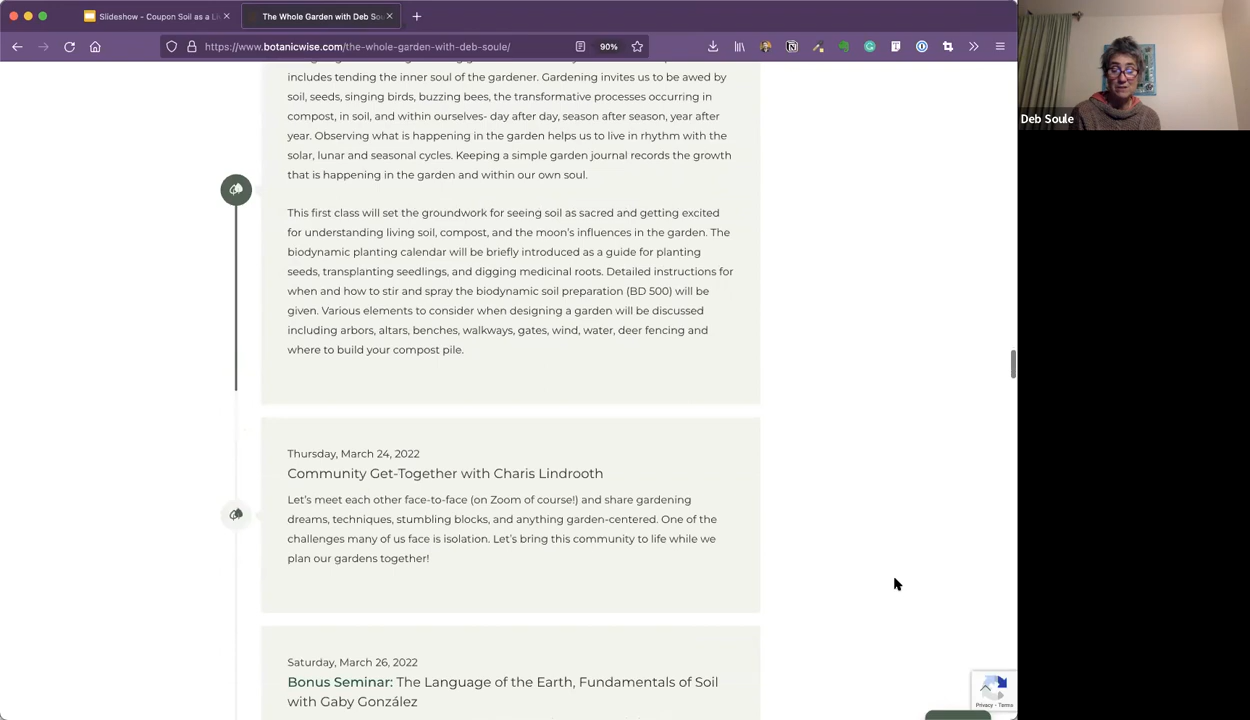 Slideshow - Coupon Soil as a Li
The Whole Garden with Deb Sou
https://www.botanicwise.com/the-whole-garden-with-deb-soule/
90%
Deb Soule
includes tending the inner soul of the gardener. Gardening invites us to be awed by
soil, seeds, singing birds, buzzing bees, the transformative processes occurring in
compost, in soil, and within ourselves- day after day, season after season, year after
year. Observing what is happening in the garden helps us to live in rhythm with the
solar, lunar and seasonal cycles. Keeping a simple garden journal records the growth
that is happening in the garden and within our own soul.
This first class will set the groundwork for seeing soil as sacred and getting excited
for understanding living soil, compost, and the moon's influences in the garden. The
biodynamic planting calendar will be briefly introduced as a guide for planting
seeds, transplanting seedlings, and digging medicinal roots. Detailed instructions for
when and how to stir and spray the biodynamic soil preparation (BD 500) will be
given. Various elements to consider when designing a garden will be discussed
including arbors, altars, benches, walkways, gates, wind, water, deer fencing and
where to build your compost pile.
Thursday, March 24, 2022
Community Get-Together with Charis Lindrooth
Let's meet each other face-to-face (on Zoom of course!) and share gardening
dreams, techniques, stumbling blocks, and anything garden-centered. One of the
challenges many of us face is isolation. Let's bring this community to life while we
plan our gardens together!
Saturday, March 26, 2022
Bonus Seminar: The Language of the Earth, Fundamentals of Soil
with Gaby González
Privacy - Terms